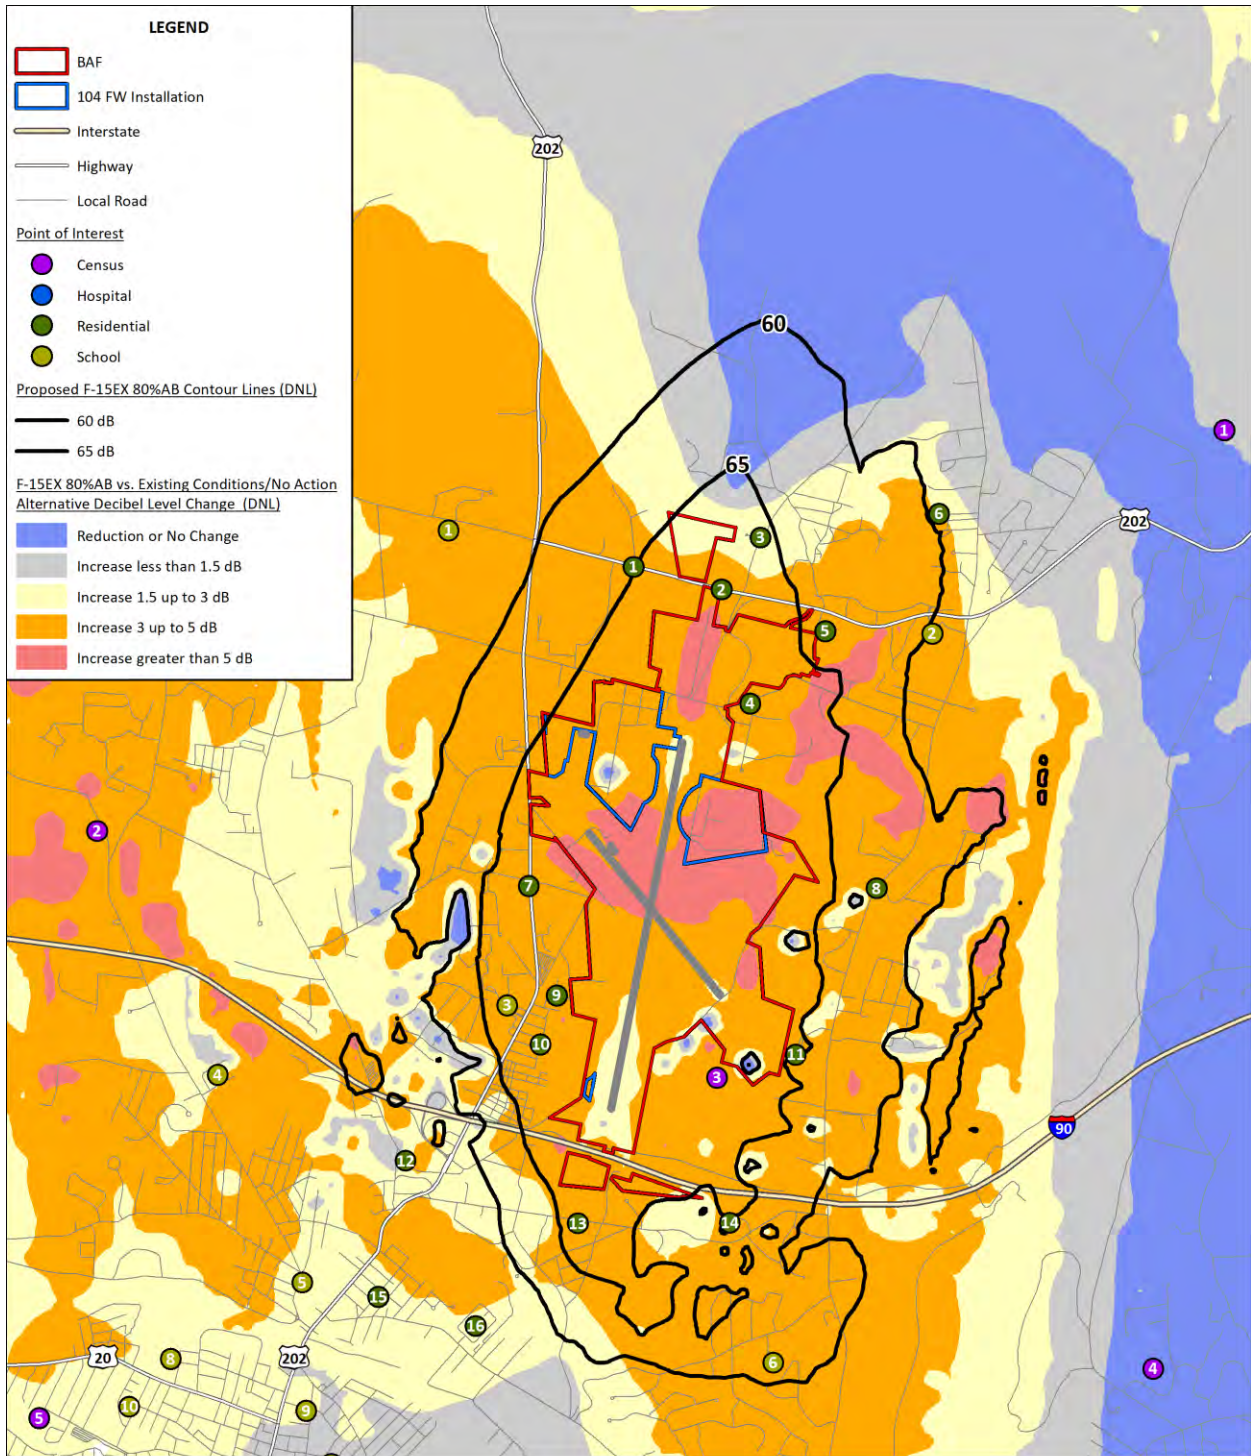 LEGEND
BAF
104 FW Installation
Interstate
Highway
Local Road
Point of Interest
Census
Hospital
Residential
School
Proposed F-15EX 80%AB Contour Lines (DNL)
60 dB
65 dB
F-15EX 80%AB vs. Existing Conditions/No Action
Alternative Decibel Level Change (DNL)
Reduction or No Change
Increase less than 1.5 dB
Increase 1.5 up to 3 dB
Increase 3 up to 5 dB
Increase greater than 5 dB
202
60
1
65
6
202
1
3
1
2
5
2
4
2
7
8
3
9
10
11
4
3
90
12
13
14
5
15
16
20
8
202
6
4
5
10
9